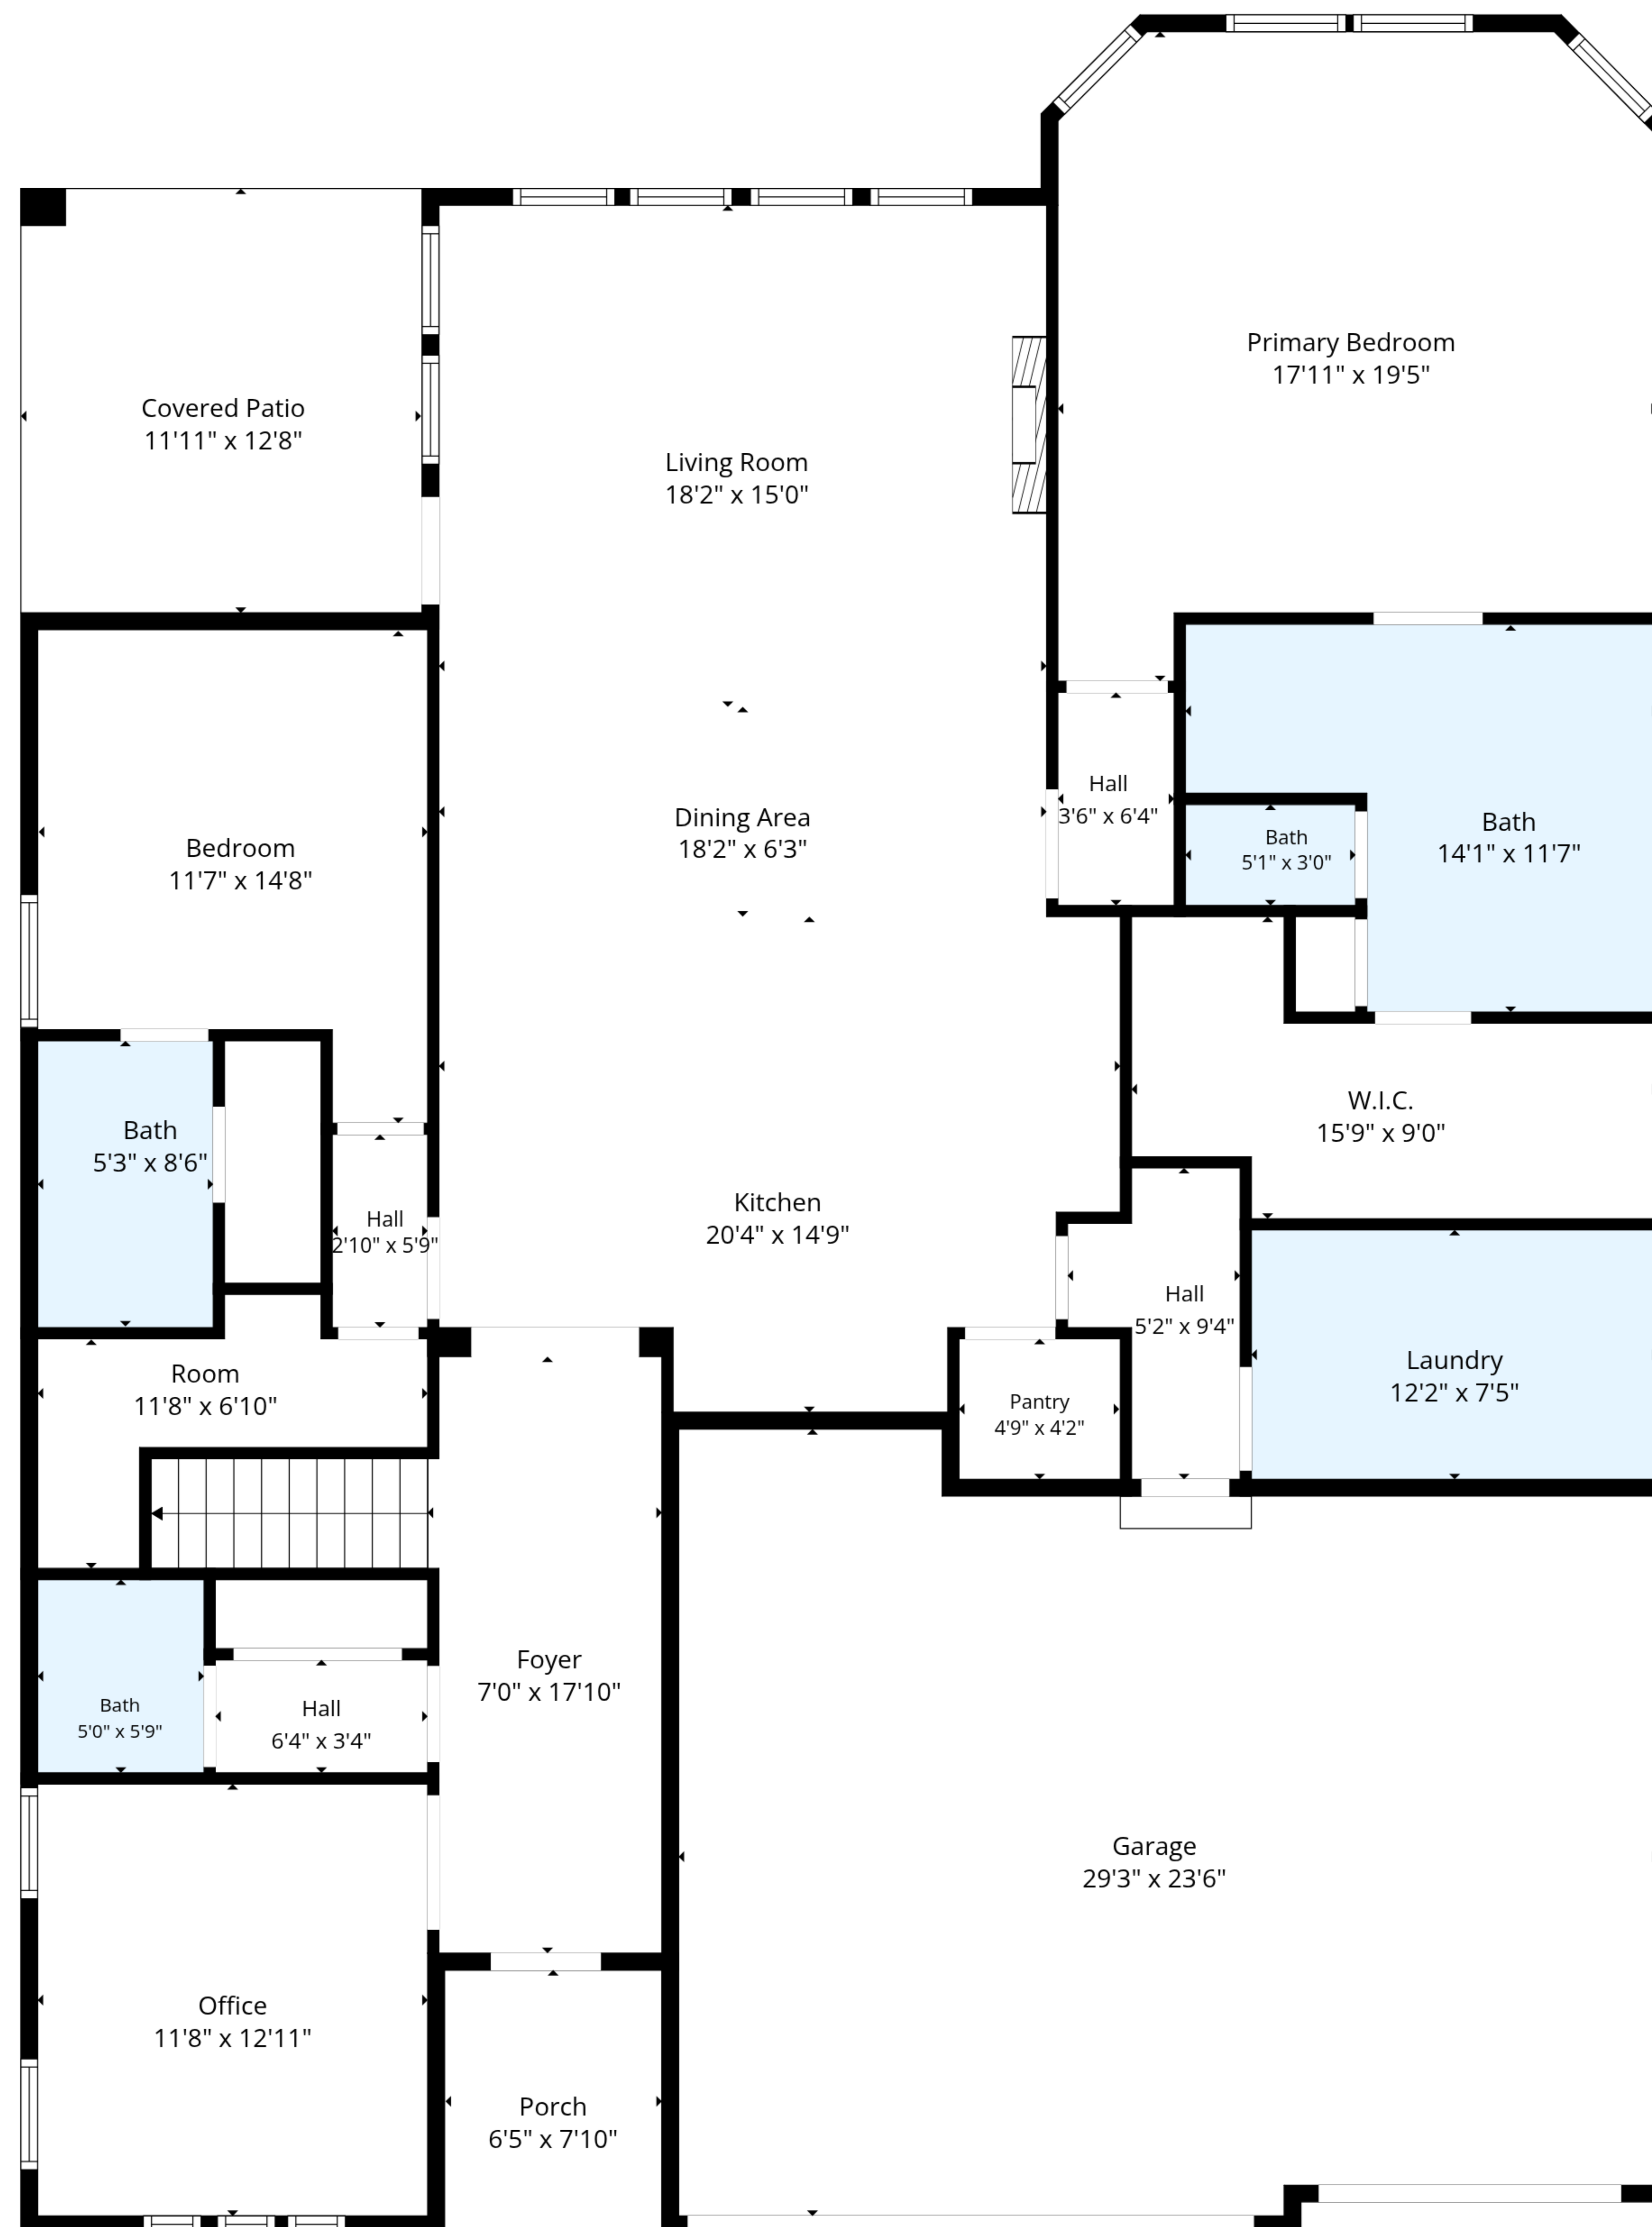 Primary Bedroom
17'11" x 19'5"
Covered Patio
11'11" x 12'8"
Living Room
18'2" x 15'0"
Hall
3'6" x 6'4"
Dining Area
18'2" x 6'3"
Bath
5'1" x 3'0"
Bath
14'1" x 11'7"
Bedroom
11'7" x 14'8"
W.I.C.
15'9" x 9'0"
Bath
5'3" x 8'6"
Hall
2'10" x 5'9"
Kitchen
20'4" x 14'9"
Hall
5'2" x 9'4"
Laundry
12'2" x 7'5"
Room
11'8" x 6'10"
Pantry
4'9" x 4'2"
Foyer
7'0" x 17'10"
Bath
5'0" x 5'9"
Hall
6'4" x 3'4"
Garage
29'3" x 23'6"
Office
11'8" x 12'11"
Porch
6'5" x 7'10"